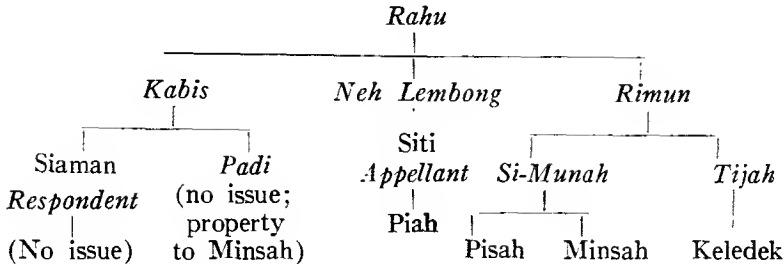 Rahu
Kabis Neh Lembong Rimun
Siaman Padi Siti
Respondent (no issue; Appellant Si-Munah Tijah
property Piah
(No issue) to Minsah) Pisah Minsah Keledek